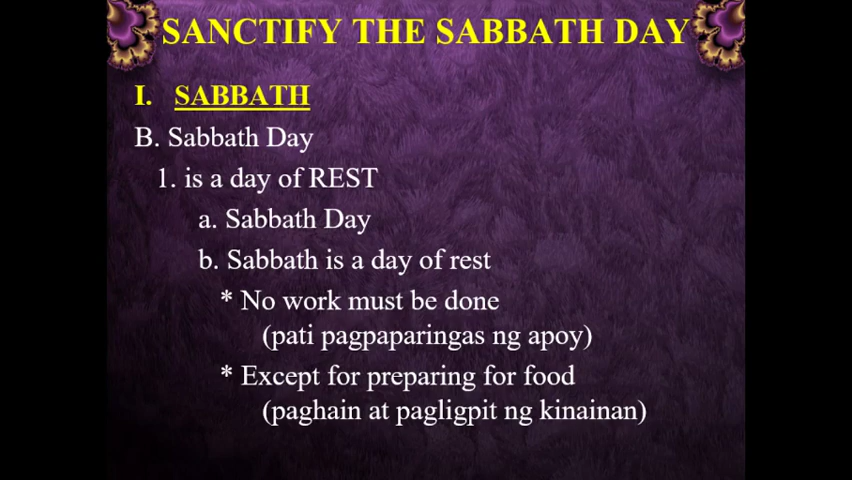 SANCTIFY THE SABBATH DAY
I. SABBATH
B. Sabbath Day
1. is a day of REST
a. Sabbath Day
b. Sabbath is a day of rest
* No work must be done
(pati pagpaparingas ng apoy)
* Except for preparing for food
(paghain at pagligpit ng kinainan)